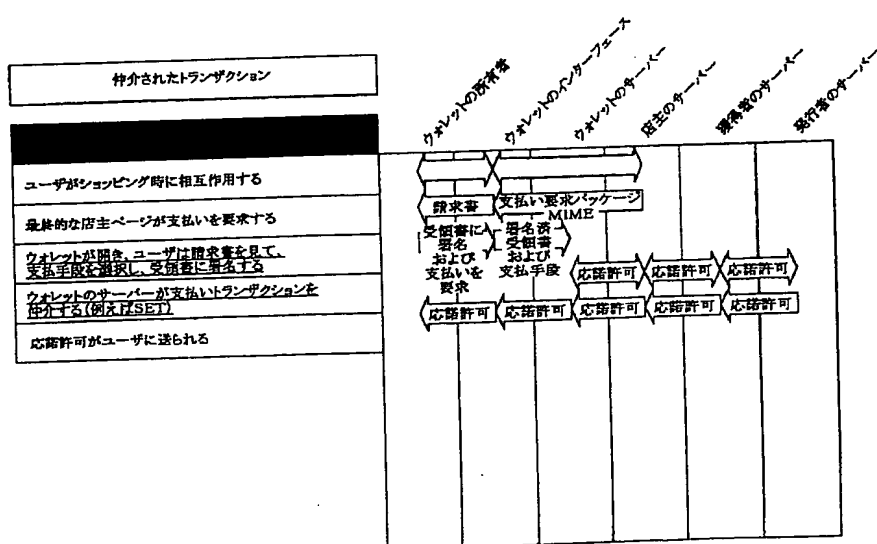 仲介されたトランザクション
ウォレットの所有者
ウォレットのインターフェース
ウォレットのサーバー
店主のサーバー
獲得者のサーバー
発行者のサーバー
ユーザがショッピング時に相互作用する
最終的な店主ページが支払いを要求する
請求書
支払い要求パッケージ
MIME
ウォレットが開き、ユーザは請求書を見て、
支払手段を選択し、受領書に署名する
受領書に
署名
および
支払いを
要求
署名済
受領書
および
支払手段
ウォレットのサーバーが支払いトランザクションを
仲介する(例えばSET)
応諾許可
応諾許可
応諾許可
応諾許可がユーザに送られる
応諾許可
応諾許可
応諾許可
応諾許可
応諾許可